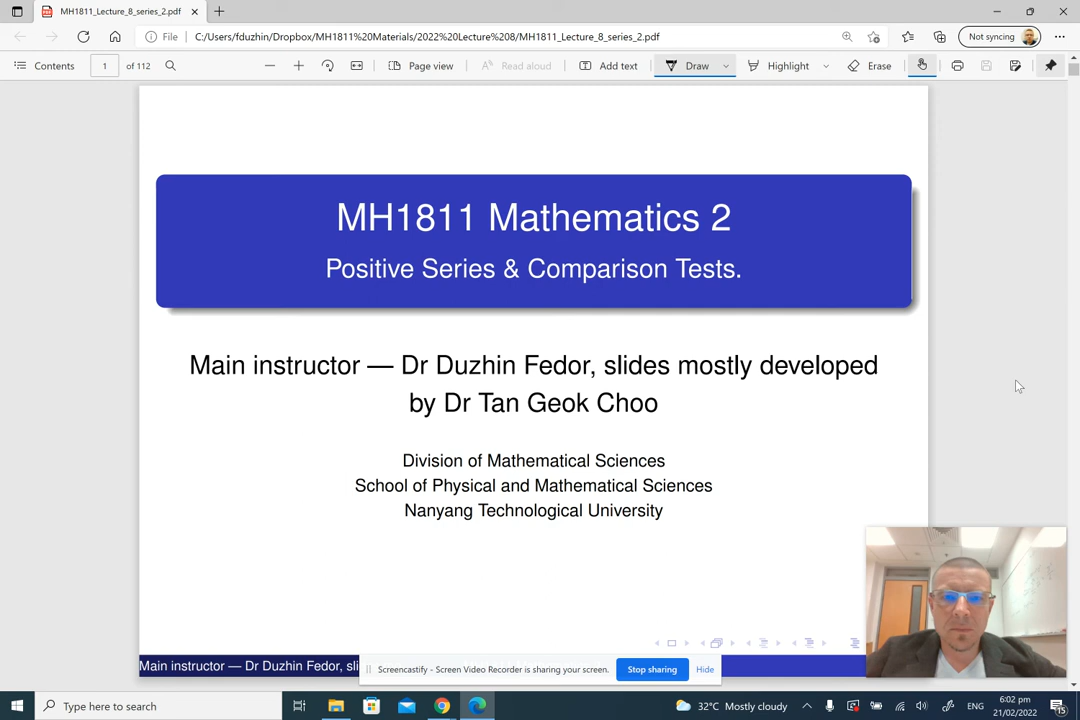 MH1811_Lecture_8_series_2.pdf
File
C:/Users/fduzhin/Dropbox/MH1811%20Materials/2022%20Lecture%208/MH1811_Lecture_8_series_2.pdf
Not syncing
Contents
1
of 112
Page view
Read aloud
Add text
Draw
Highlight
Erase
MH1811 Mathematics 2
Positive Series & Comparison Tests.
Main instructor — Dr Duzhin Fedor, slides mostly developed
by Dr Tan Geok Choo
Division of Mathematical Sciences
School of Physical and Mathematical Sciences
Nanyang Technological University
Main instructor — Dr Duzhin Fedor, sli
Screencastify - Screen Video Recorder is sharing your screen.
Stop sharing
Hide
Type here to search
32°C Mostly cloudy
ENG
6:02 pm
21/02/2022
15